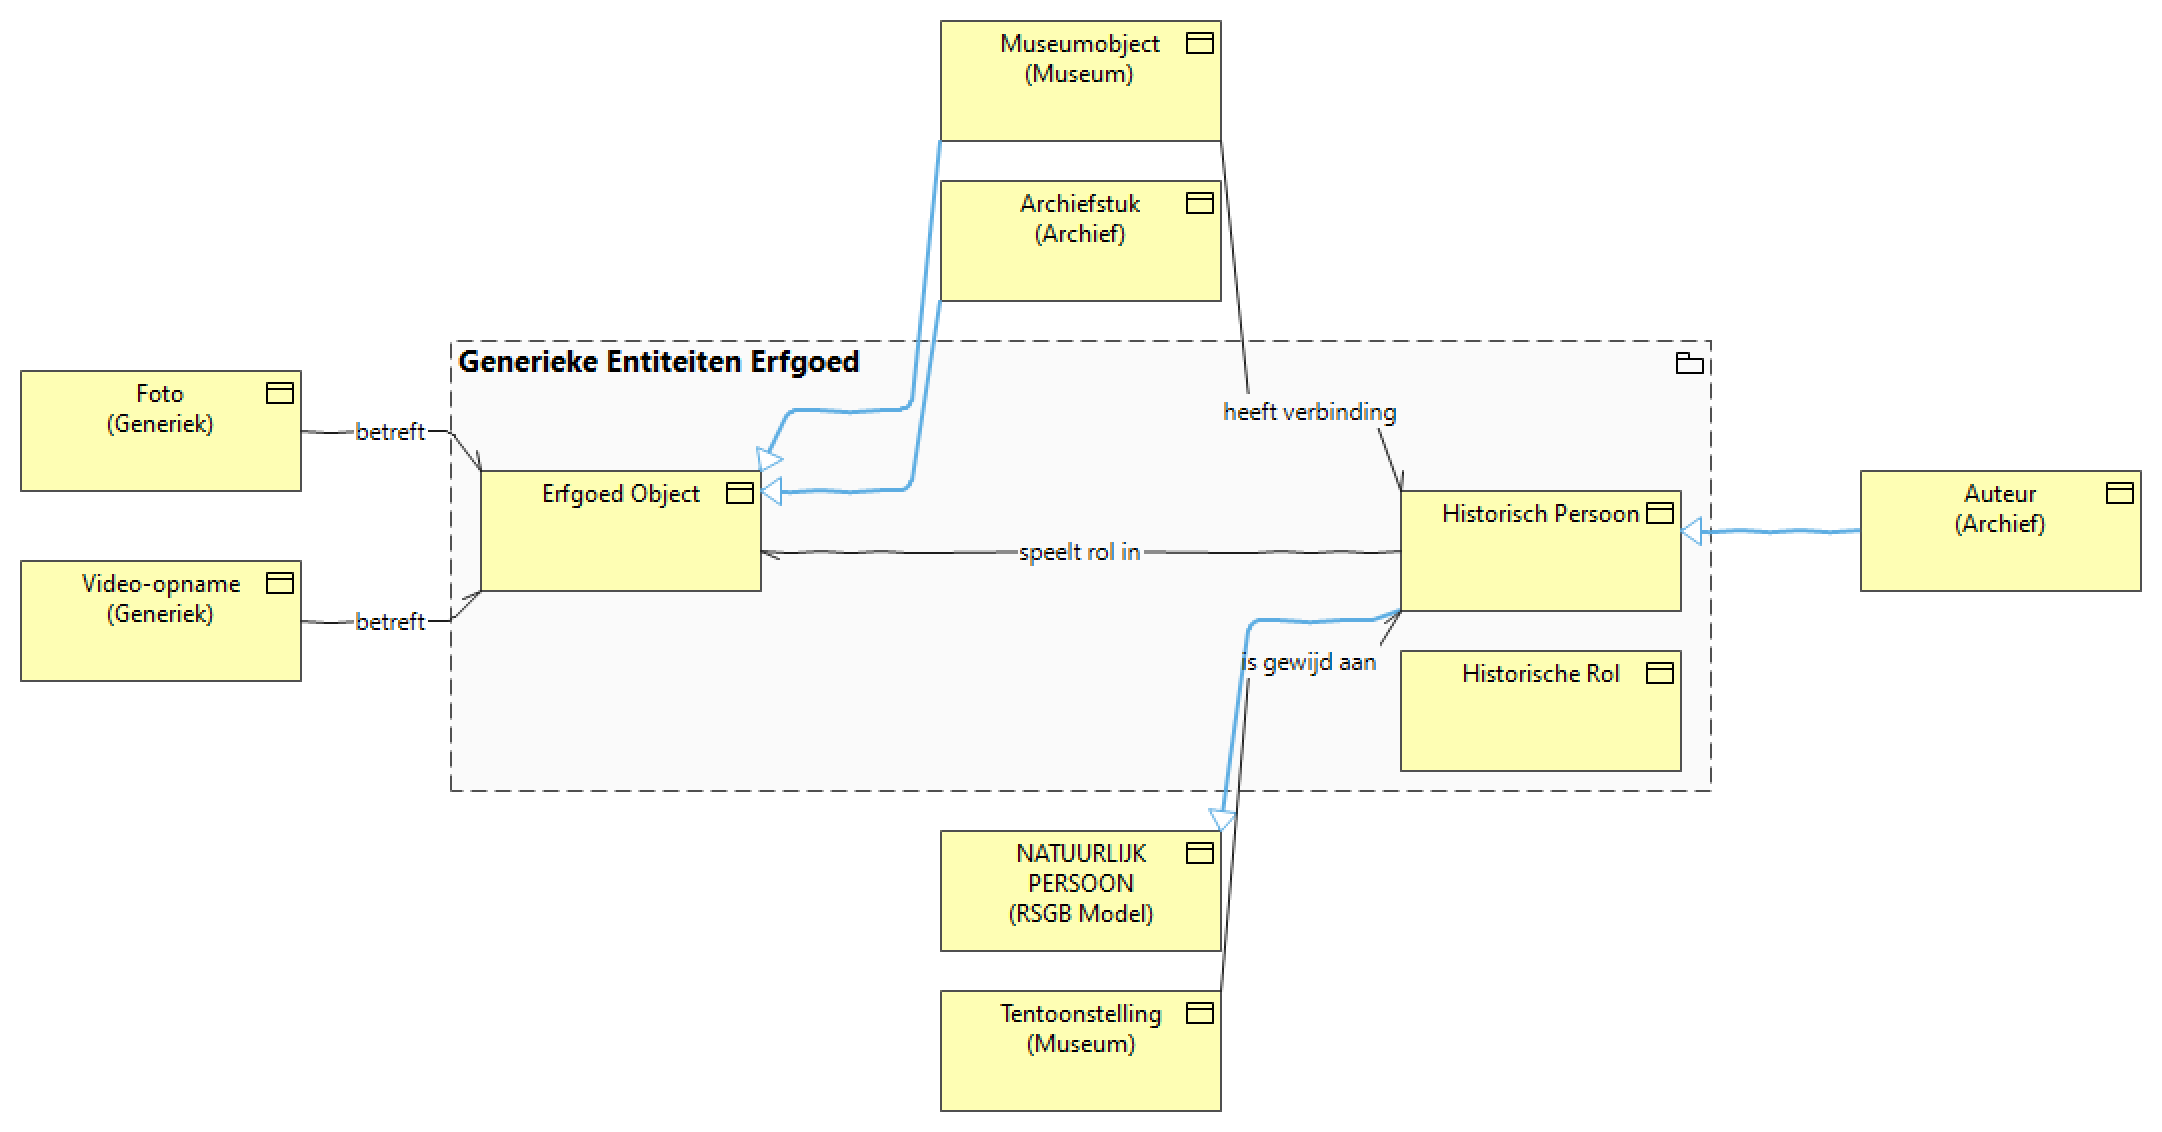 Museumobject
(Museum)
Archiefstuk
(Archief)
Generieke Entiteiten Erfgoed
Foto
(Generiek)
betreft
heeft verbinding
Erfgoed Object
Historisch Persoon
Auteur
(Archief)
speelt rol in
Video-opname
(Generiek)
betreft
is gewijd aan
Historische Rol
NATUURLIJK
PERSOON
(RSGB Model)
Tentoonstelling
(Museum)